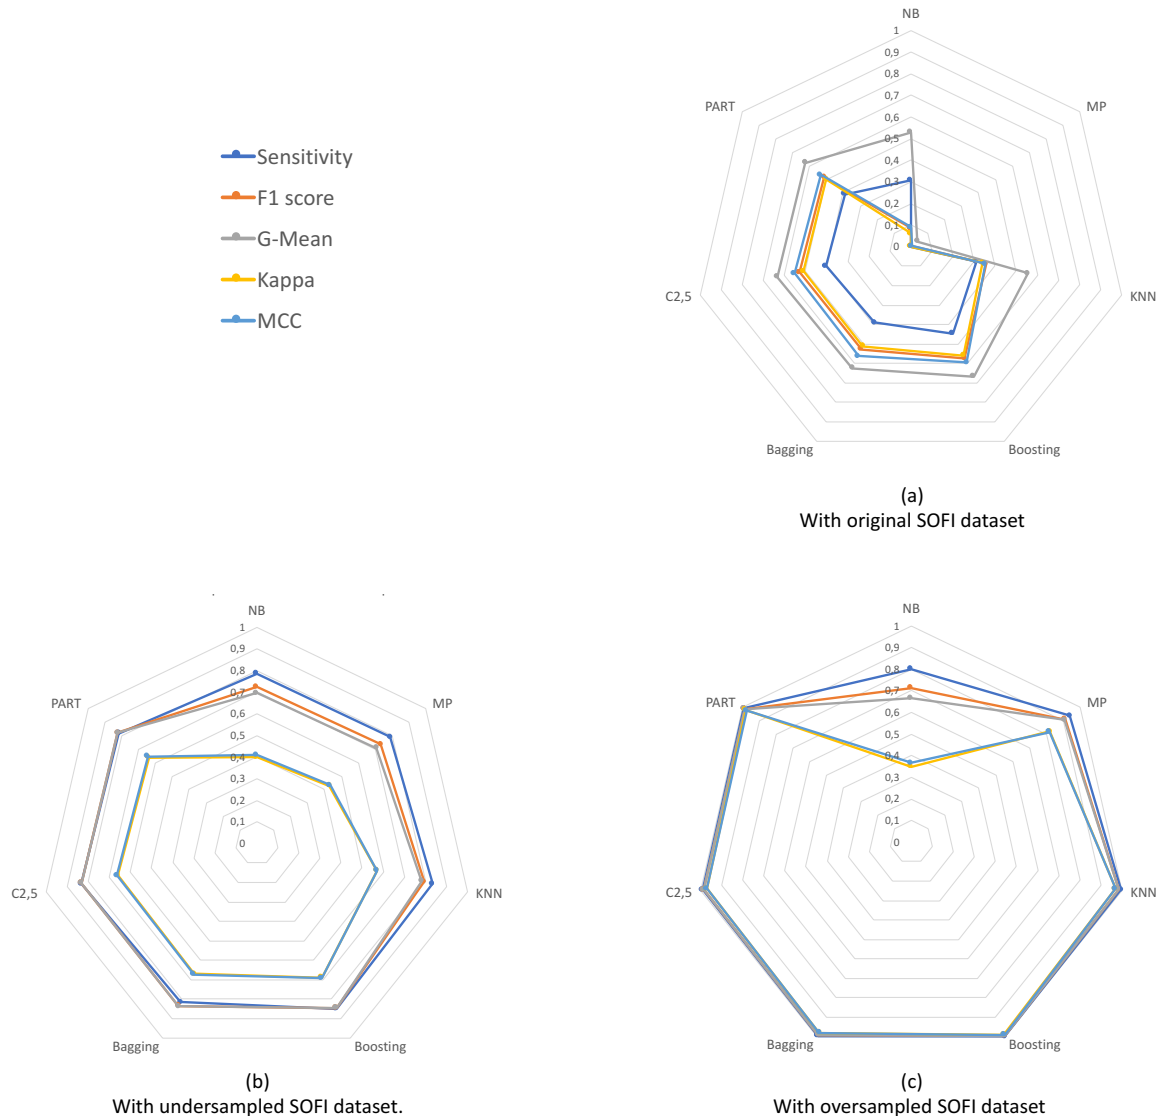 Sensitivity
F1 score
G-Mean
Kappa
MCC
NB
1
0,9
0,8
0,7
0,6
0,5
0,4
0,3
0,2
0,1
0
MP
KNN
Boosting
Bagging
C2,5
PART
(a)
With original SOFI dataset
NB
1
0,9
0,8
0,7
0,6
0,5
0,4
0,3
0,2
0,1
0
MP
KNN
Boosting
Bagging
C2,5
PART
(b)
With undersampled SOFI dataset.
NB
1
0,9
0,8
0,7
0,6
0,5
0,4
0,3
0,2
0,1
0
MP
KNN
Boosting
Bagging
C2,5
PART
(c)
With oversampled SOFI dataset